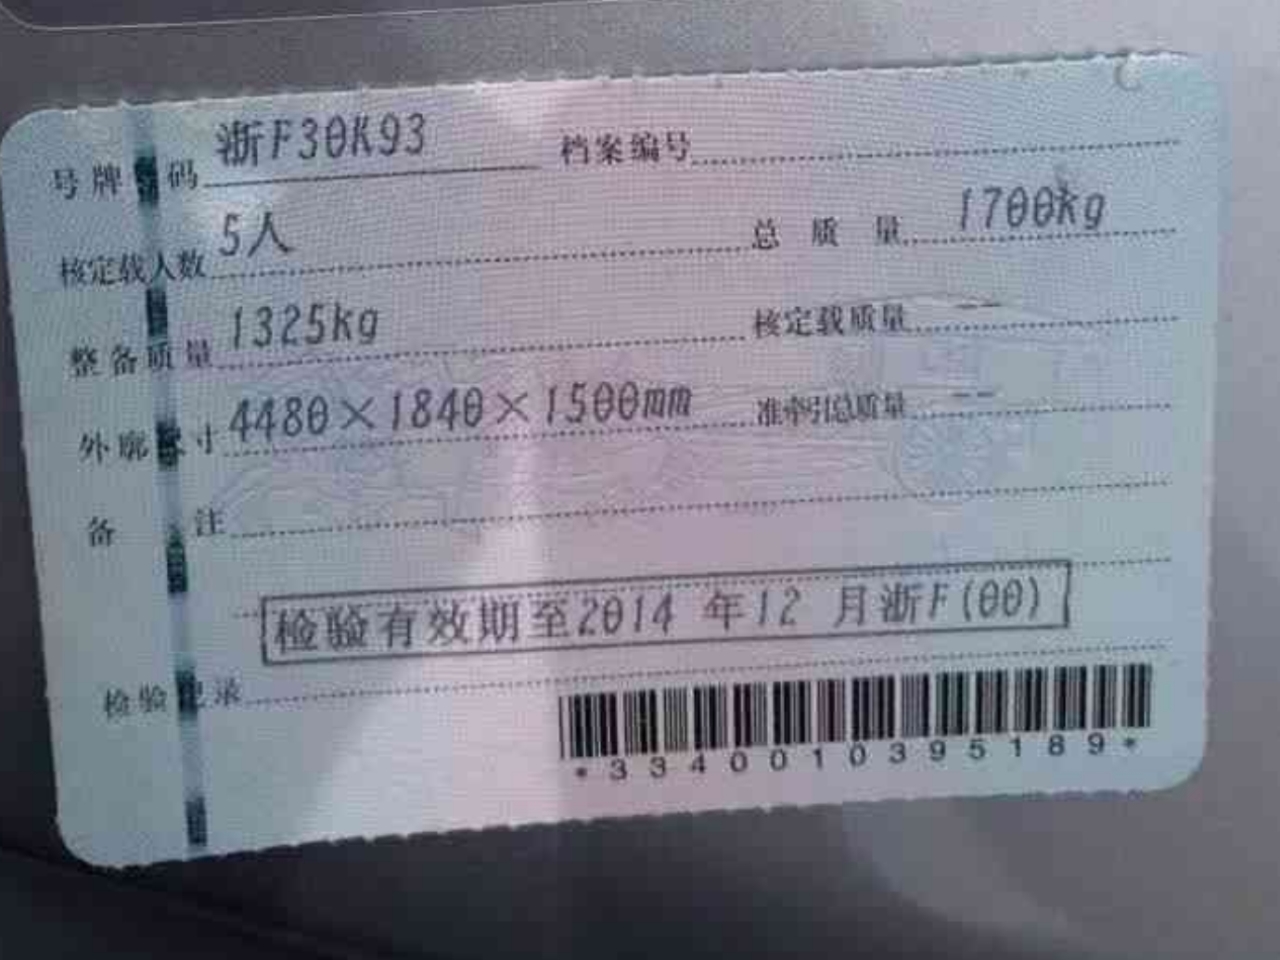 号牌号码 浙F30K93 档案编号
核定载人数 5人 总质量 1700kg
整备质量 1325kg 核定载质量 --
外廓尺寸 4480×1840×1500mm 准牵引总质量 --
备注
检验有效期至2014 年12 月浙F(00)
检验记录
*3340010395189*